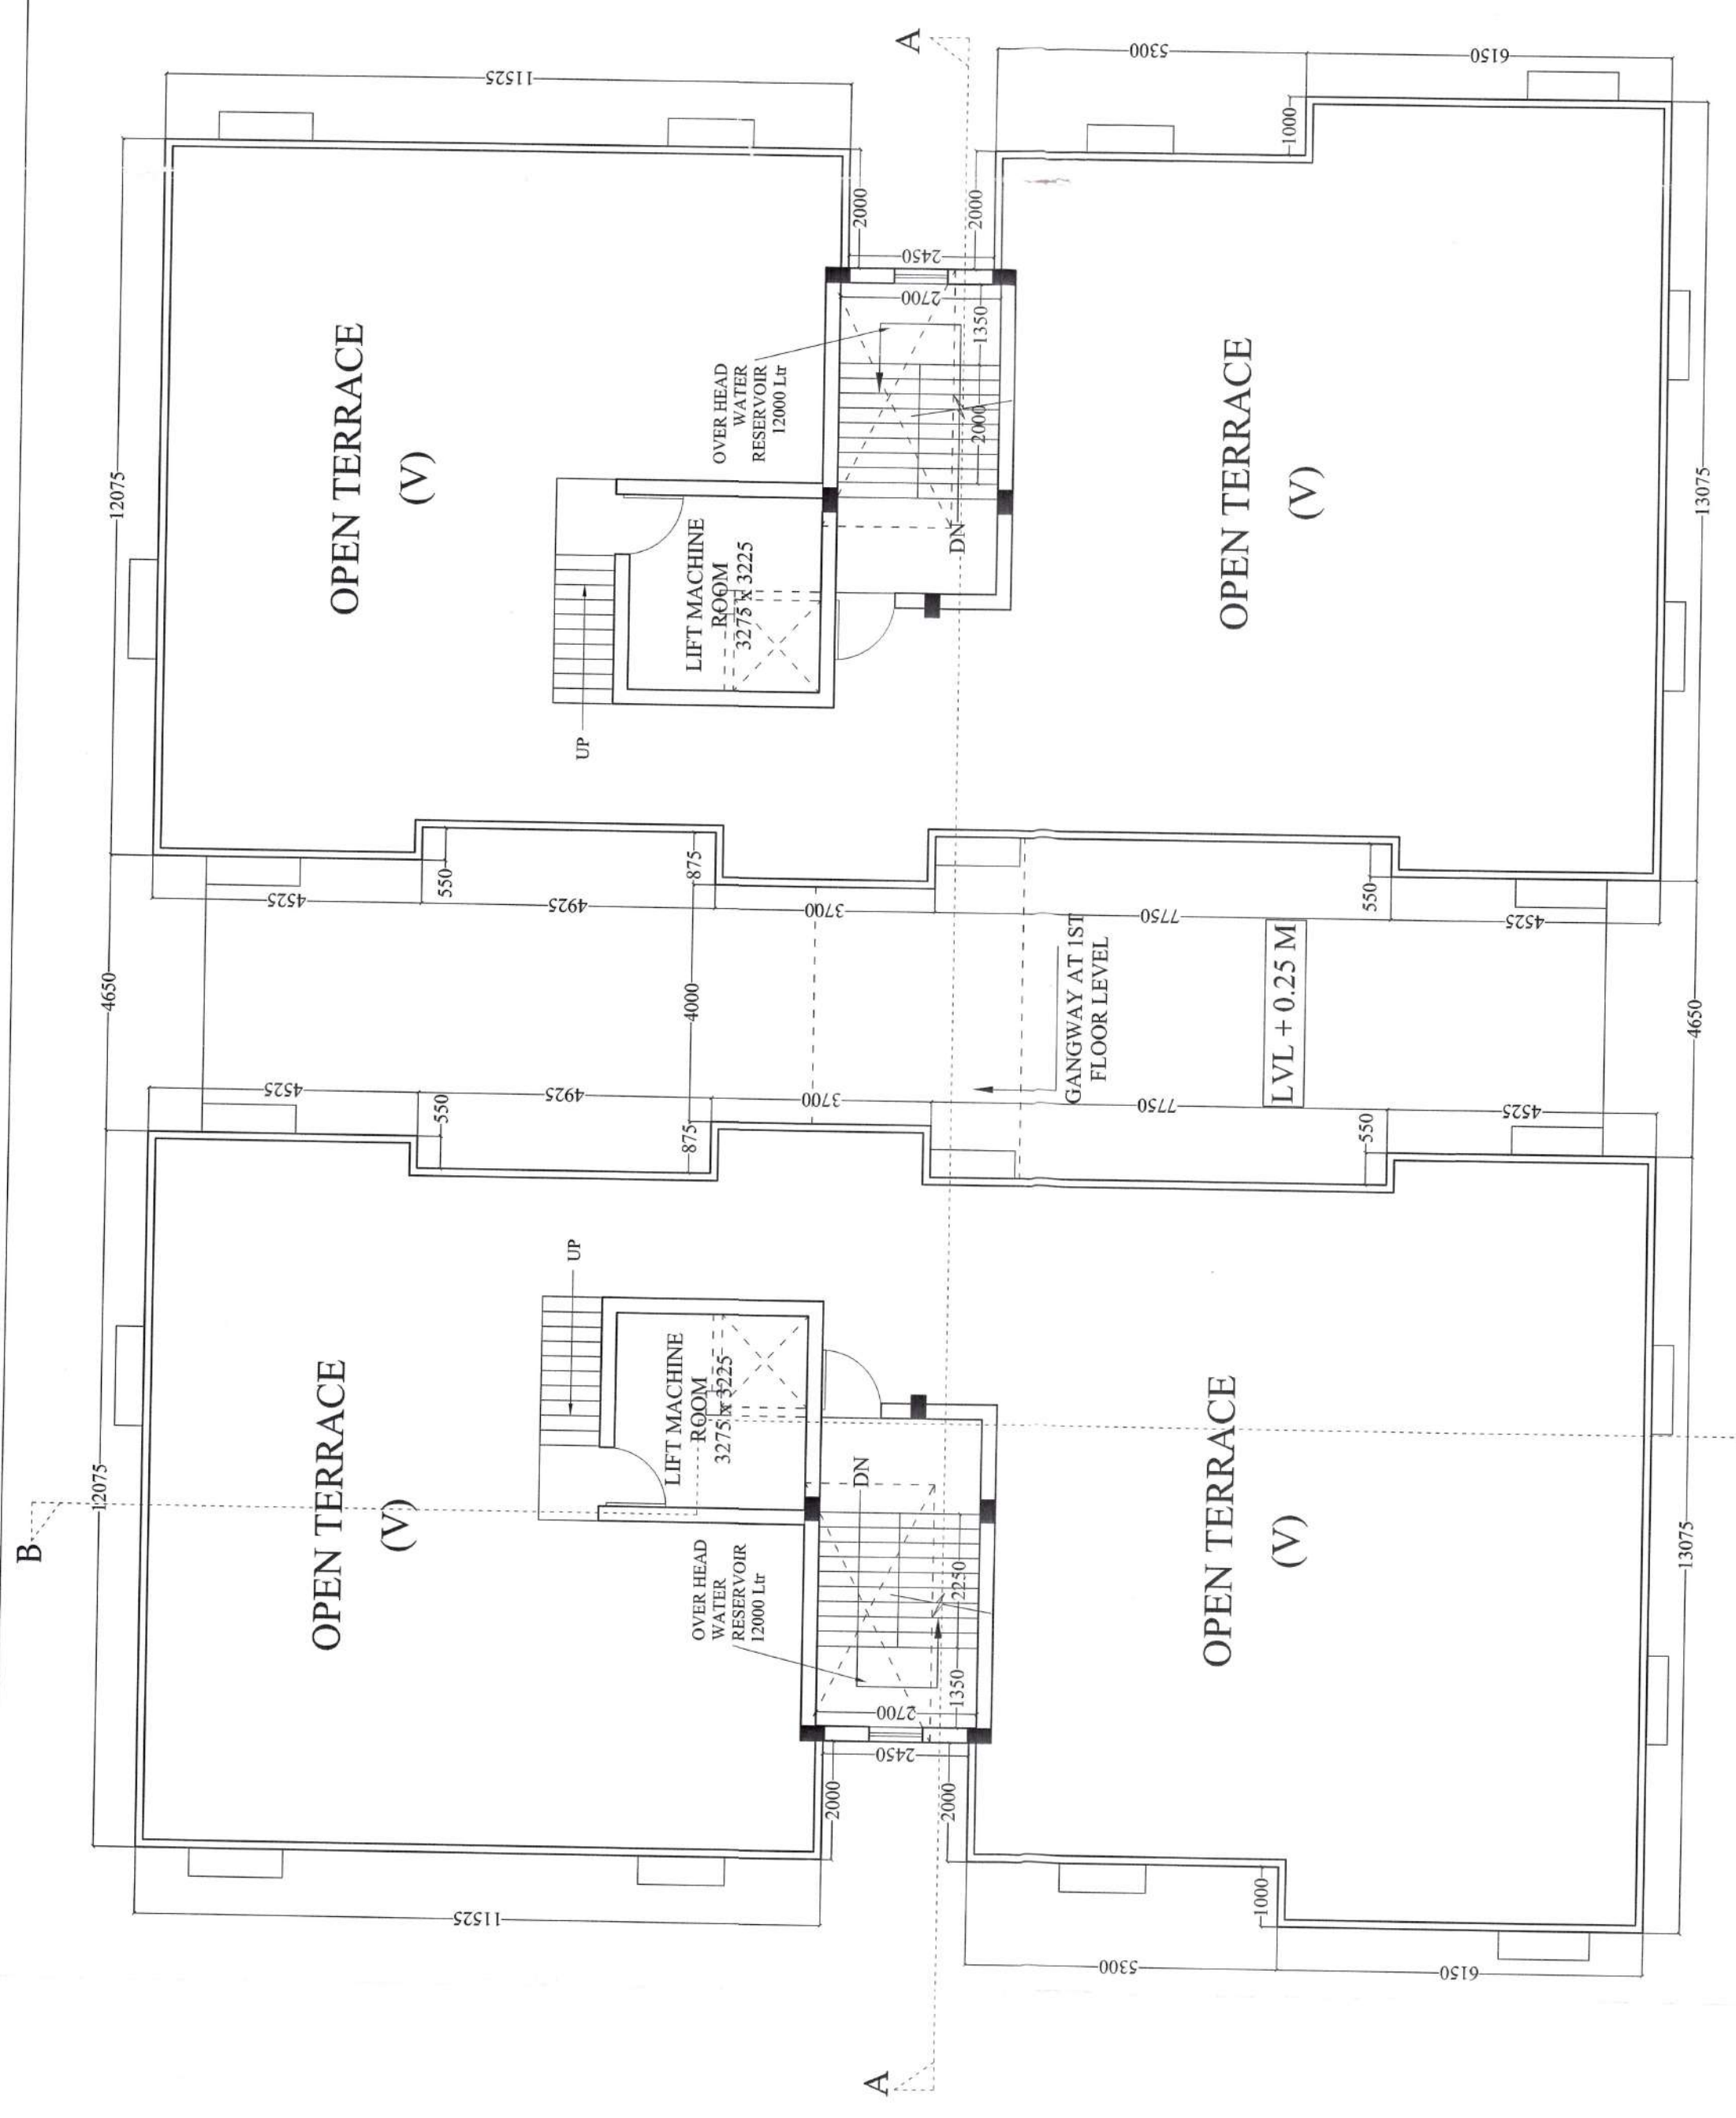 B
12075
4650
12075
4525
4525
OPEN TERRACE
(V)
OPEN TERRACE
(V)
550
550
11525
4925
4925
11525
UP
UP
LIFT MACHINE
ROOM
3275 X 3225
LIFT MACHINE
ROOM
3275 X 3225
875
4000
875
OVER HEAD
WATER
RESERVOIR
12000 Ltr
OVER HEAD
WATER
RESERVOIR
12000 Ltr
3700
3700
2000
DN
2000
A
2450
2700
2700
2450
A
2000
1350
2250
DN
2000
1350
2000
GANGWAY AT 1ST
FLOOR LEVEL
5300
7750
7750
5300
OPEN TERRACE
(V)
OPEN TERRACE
(V)
1000
LVL + 0.25 M
1000
550
550
6150
4525
4525
6150
13075
4650
13075